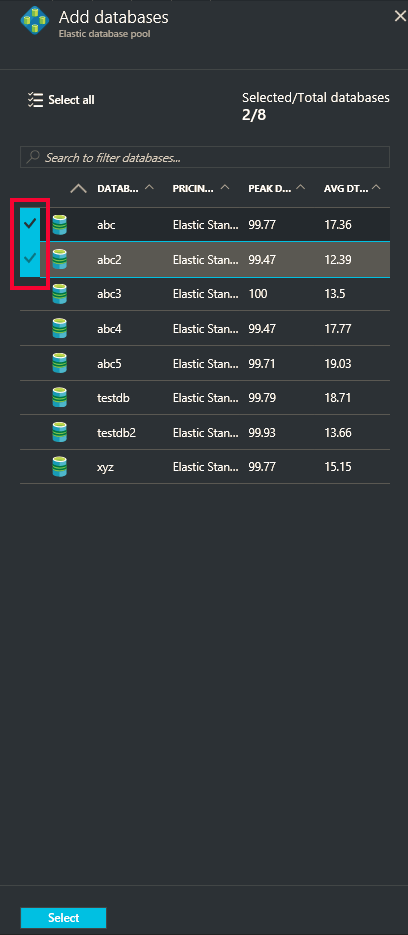 Add databases
Elastic database pool
Select all
Selected/Total databases
2/8
Search to filter databases...
DATAB... PRICIN... PEAK D... AVG DT...
abc Elastic Stan... 99.77 17.36
abc2 Elastic Stan... 99.47 12.39
abc3 Elastic Stan... 100 13.5
abc4 Elastic Stan... 99.47 17.77
abc5 Elastic Stan... 99.71 19.03
testdb Elastic Stan... 99.79 18.71
testdb2 Elastic Stan... 99.93 13.66
xyz Elastic Stan... 99.77 15.15
Select